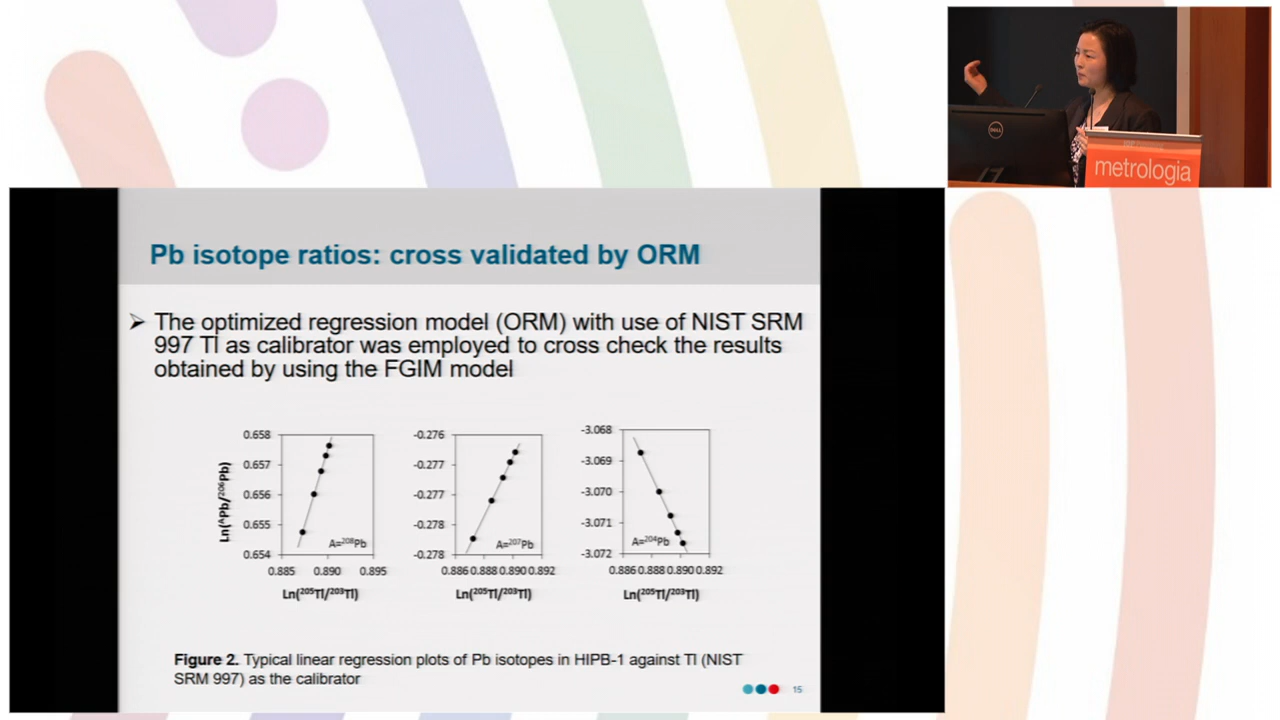 DELL
metrologia
Pb isotope ratios: cross validated by ORM
The optimized regression model (ORM) with use of NIST SRM
997 Tl as calibrator was employed to cross check the results
obtained by using the FGIM model
Ln(ᴬPb/²⁰⁶Pb)
0.658
0.657
0.656
0.655
0.654
A=²⁰⁸Pb
0.885 0.890 0.895
Ln(²⁰⁵Tl/²⁰³Tl)
-0.276
-0.277
-0.277
-0.278
-0.278
A=²⁰⁷Pb
0.886 0.888 0.890 0.892
Ln(²⁰⁵Tl/²⁰³Tl)
-3.068
-3.069
-3.070
-3.071
-3.072
A=²⁰⁴Pb
0.886 0.888 0.890 0.892
Ln(²⁰⁵Tl/²⁰³Tl)
Figure 2. Typical linear regression plots of Pb isotopes in HIPB-1 against Tl (NIST
SRM 997) as the calibrator
15